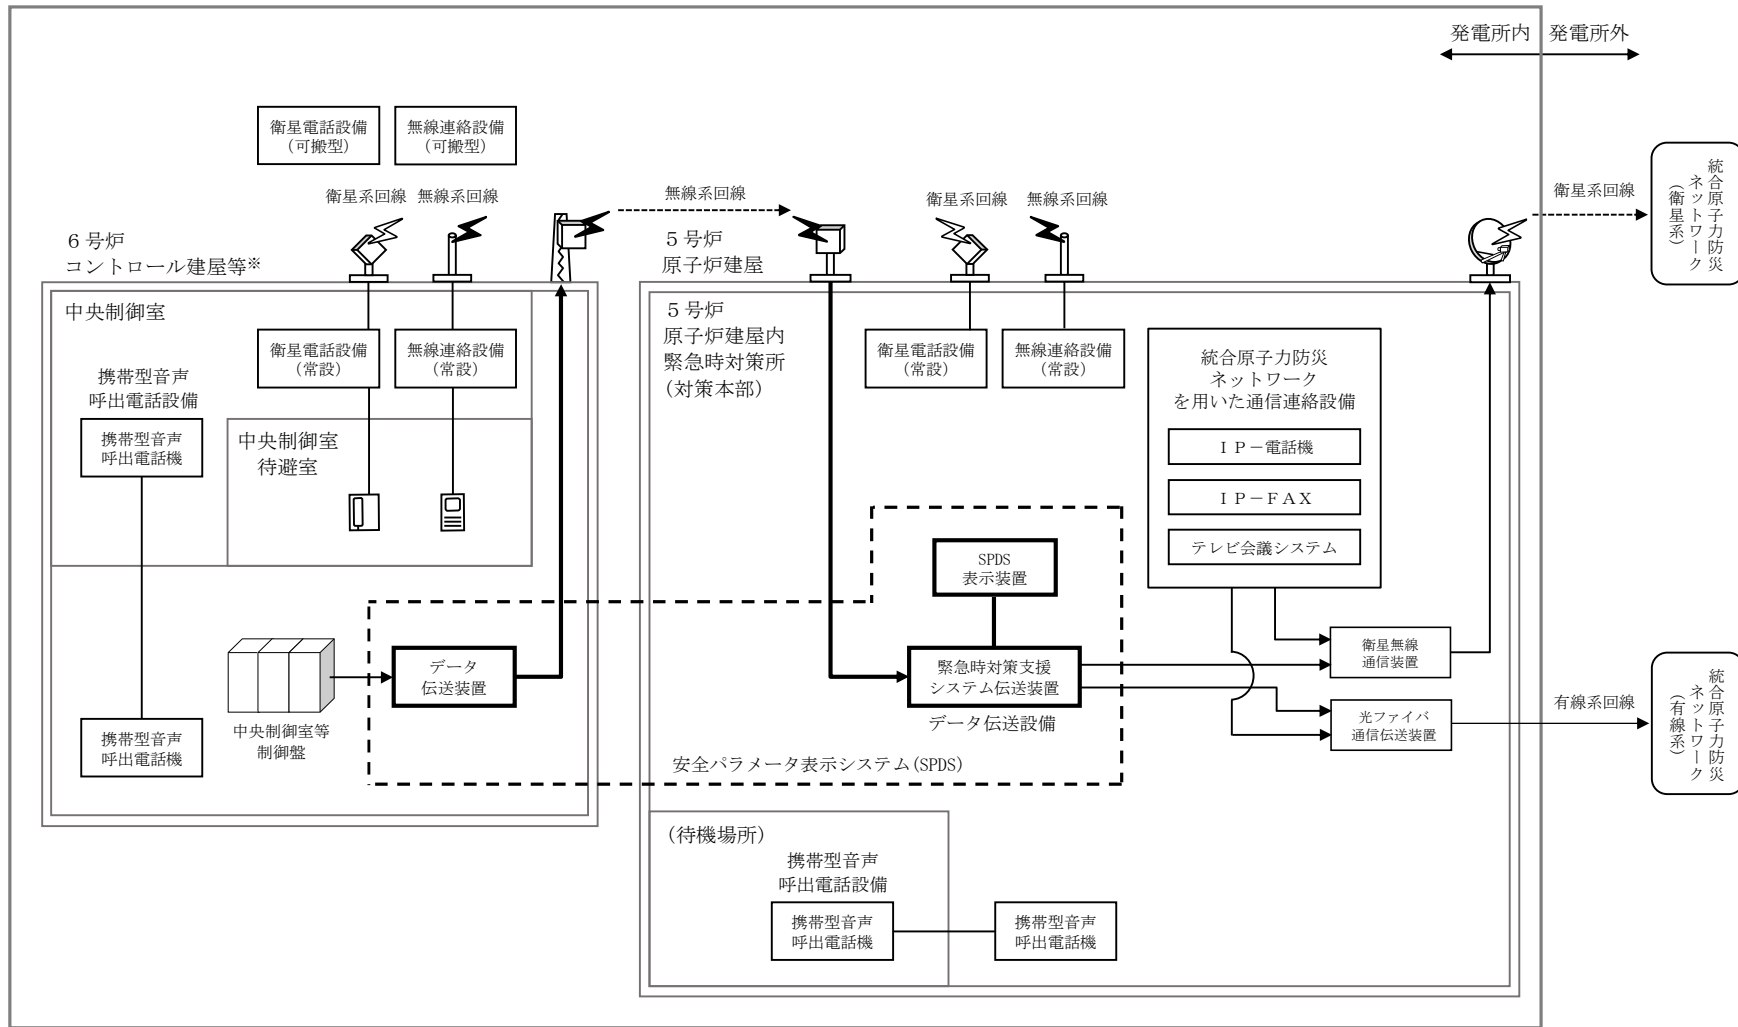 発電所内 発電所外
衛星電話設備
(可搬型)
無線連絡設備
(可搬型)
衛星系回線 無線系回線
無線系回線
衛星系回線 無線系回線
衛星系回線
統合原子力防災
ネットワーク
(衛星系)
6号炉
コントロール建屋等※
5号炉
原子炉建屋
中央制御室
衛星電話設備
(常設)
無線連絡設備
(常設)
携帯型音声
呼出電話設備
携帯型音声
呼出電話機
中央制御室
待避室
中央制御室等
制御盤
データ
伝送装置
携帯型音声
呼出電話機
5号炉
原子炉建屋内
緊急時対策所
(対策本部)
衛星電話設備
(常設)
無線連絡設備
(常設)
統合原子力防災
ネットワーク
を用いた通信連絡設備
IP-電話機
IP-FAX
テレビ会議システム
SPDS
表示装置
緊急時対策支援
システム伝送装置
データ伝送設備
安全パラメータ表示システム(SPDS)
衛星無線
通信装置
光ファイバ
通信伝送装置
有線系回線
統合原子力防災
ネットワーク
(有線系)
(待機場所)
携帯型音声
呼出電話設備
携帯型音声
呼出電話機
携帯型音声
呼出電話機